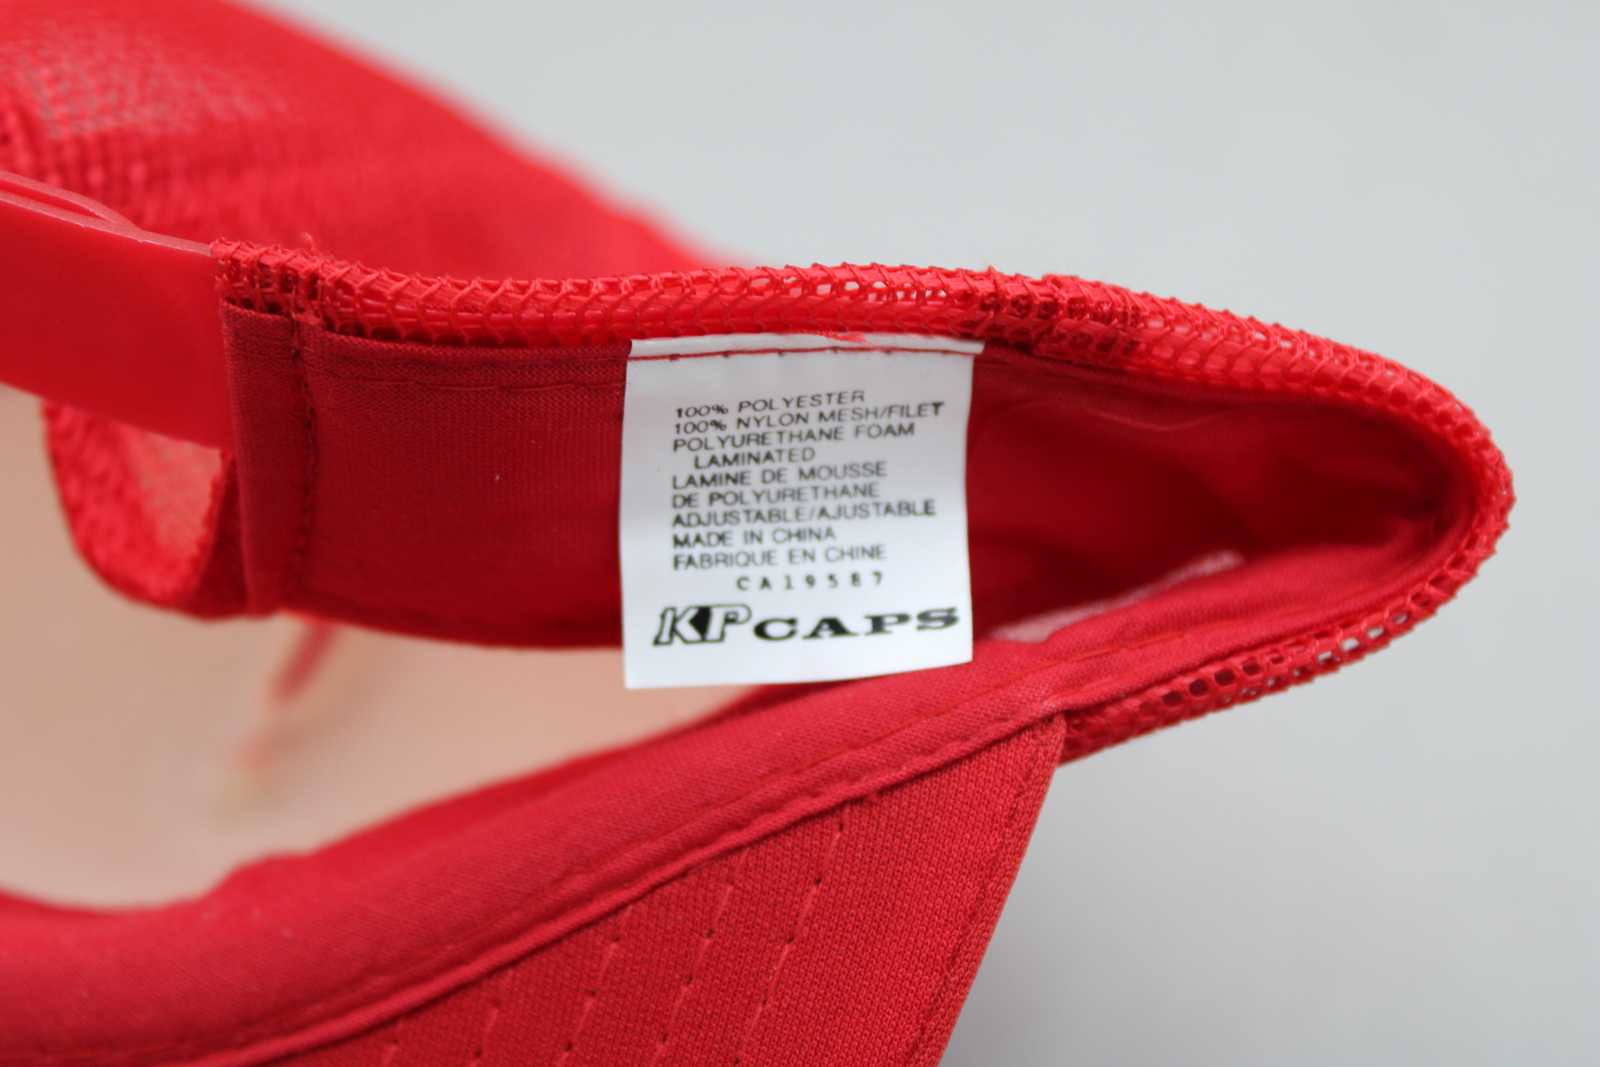 100% POLYESTER
100% NYLON MESH/FILET
POLYURETHANE FOAM
LAMINATED
LAMINE DE MOUSSE
DE POLYURETHANE
ADJUSTABLE/AJUSTABLE
MADE IN CHINA
FABRIQUE EN CHINE
CA19587
KP CAPS